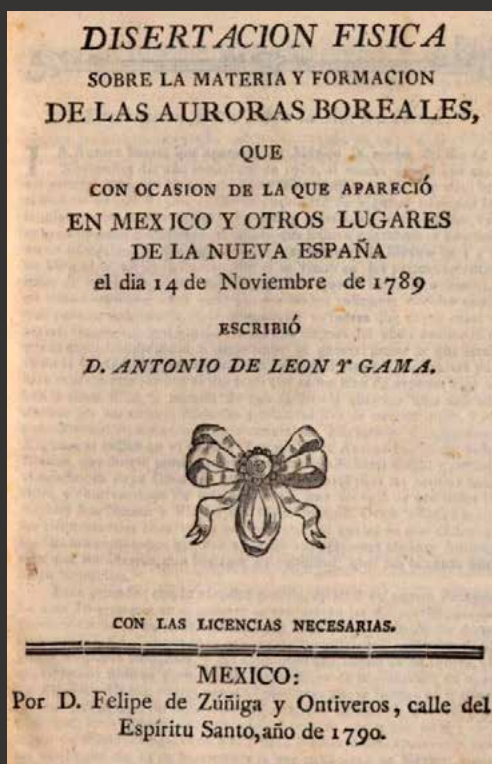 DISERTACION FISICA
SOBRE LA MATERIA Y FORMACION
DE LAS AURORAS BOREALES,
QUE
CON OCASION DE LA QUE APARECIÓ
EN MEXICO Y OTROS LUGARES
DE LA NUEVA ESPAÑA
el dia 14 de Noviembre de 1789
ESCRIBIÓ
D. ANTONIO DE LEON Y GAMA.
CON LAS LICENCIAS NECESARIAS.
MEXICO:
Por D. Felipe de Zúñiga y Ontiveros, calle del
Espíritu Santo, año de 1790.